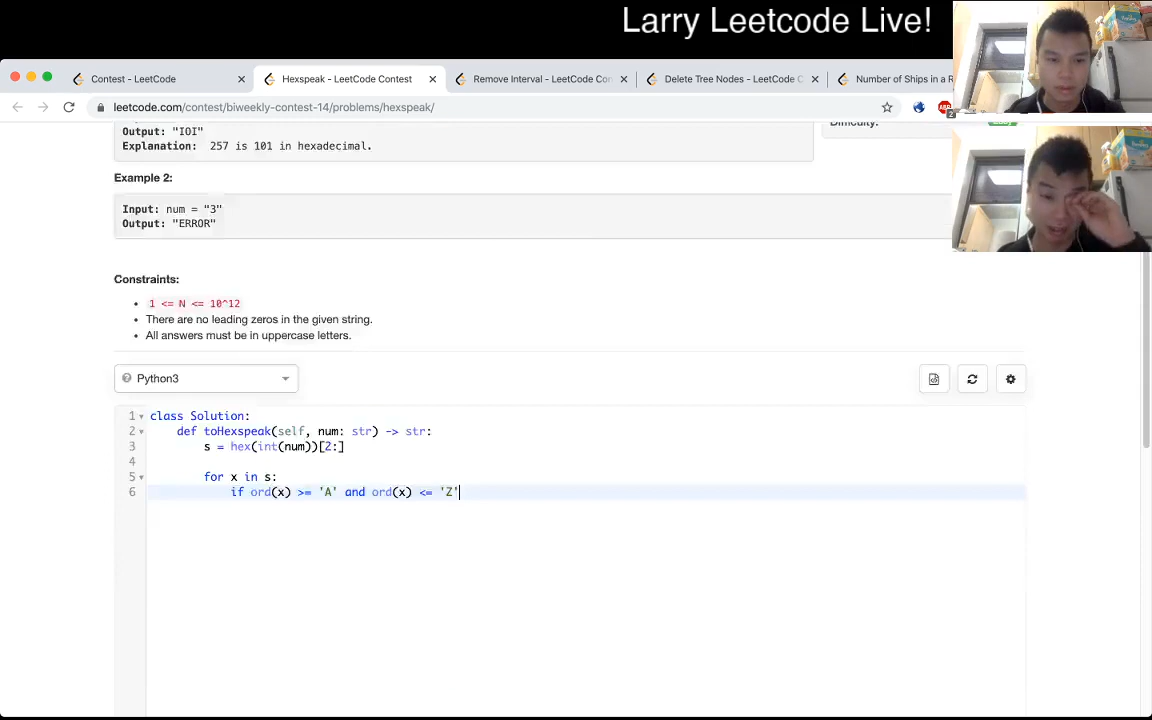 Larry Leetcode Live!
Contest - LeetCode
Hexspeak - LeetCode Contest
Remove Interval - LeetCode Con
Delete Tree Nodes - LeetCode C
Number of Ships in a R
leetcode.com/contest/biweekly-contest-14/problems/hexspeak/
Output: "IOI"
Explanation: 257 is 101 in hexadecimal.
Difficulty:
Example 2:
Input: num = "3"
Output: "ERROR"
Constraints:
1 <= N <= 10^12
There are no leading zeros in the given string.
All answers must be in uppercase letters.
Python3
1 class Solution:
2 def toHexspeak(self, num: str) -> str:
3 s = hex(int(num))[2:]
4
5 for x in s:
6 if ord(x) >= 'A' and ord(x) <= 'Z'